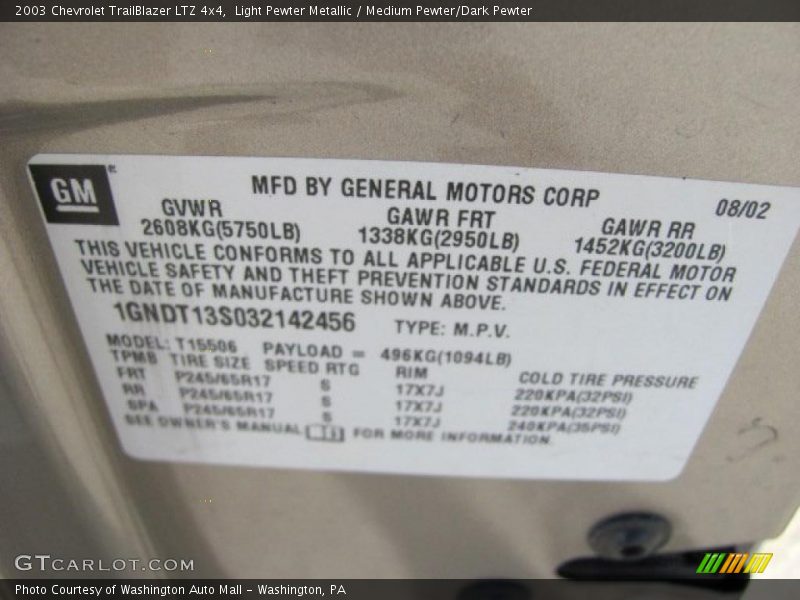 2003 Chevrolet TrailBlazer LTZ 4x4,  Light Pewter Metallic / Medium Pewter/Dark Pewter
GM®
MFD BY GENERAL MOTORS CORP
08/02
GVWR GAWR FRT GAWR RR
2608KG(5750LB) 1338KG(2950LB) 1452KG(3200LB)
THIS VEHICLE CONFORMS TO ALL APPLICABLE U.S. FEDERAL MOTOR
VEHICLE SAFETY AND THEFT PREVENTION STANDARDS IN EFFECT ON
THE DATE OF MANUFACTURE SHOWN ABOVE.
1GNDT13S032142456 TYPE: M.P.V.
MODEL: T15506 PAYLOAD = 496KG(1094LB)
TPMB TIRE SIZE SPEED RTG RIM COLD TIRE PRESSURE
FRT P245/65R17 S 17X7J 220KPA(32PSI)
RR P245/65R17 S 17X7J 220KPA(32PSI)
SPA P245/65R17 S 17X7J 240KPA(35PSI)
SEE OWNER'S MANUAL FOR MORE INFORMATION
GTCARLOT.COM
Photo Courtesy of Washington Auto Mall - Washington, PA